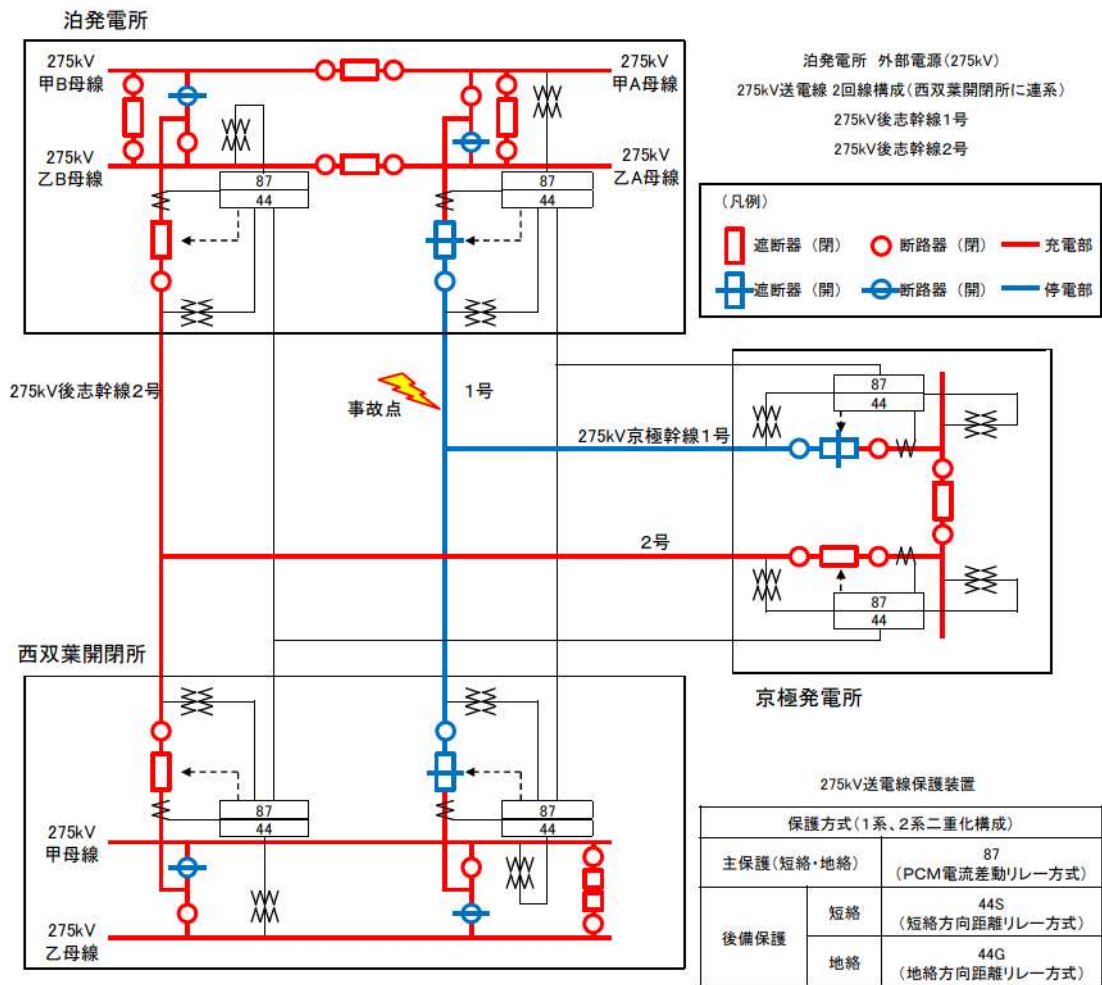 泊発電所
275kV
甲B母線
275kV
甲A母線
275kV
乙B母線
275kV
乙A母線
87
44
87
44
泊発電所 外部電源(275kV)
275kV送電線 2回線構成(西双葉開閉所に連系)
275kV後志幹線1号
275kV後志幹線2号
(凡例)
遮断器(閉)
断路器(閉)
充電部
遮断器(開)
断路器(開)
停電部
275kV後志幹線2号
事故点
1号
275kV京極幹線1号
2号
87
44
87
44
京極発電所
西双葉開閉所
87
44
87
44
275kV
甲母線
275kV
乙母線
275kV送電線保護装置
保護方式(1系、2系二重化構成)
主保護(短絡・地絡)
87
(PCM電流差動リレー方式)
後備保護
短絡
44S
(短絡方向距離リレー方式)
地絡
44G
(地絡方向距離リレー方式)